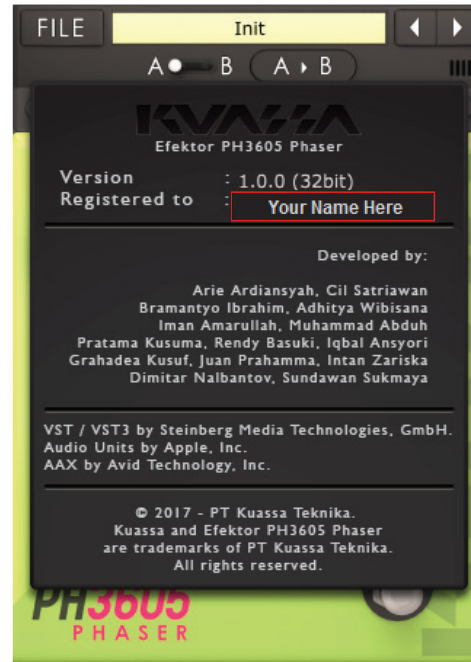 FILE Init
A B A ▸ B
KVASSA
Efektor PH3605 Phaser
Version : 1.0.0 (32bit)
Registered to : Your Name Here
Developed by:
Arie Ardiansyah, Cil Satriawan
Bramantyo Ibrahim, Adhitya Wibisana
Iman Amarullah, Muhammad Abduh
Pratama Kusuma, Rendy Basuki, Iqbal Ansyori
Grahadea Kusuf, Juan Prahamma, Intan Zariska
Dimitar Nalbantov, Sundawan Sukmaya
VST / VST3 by Steinberg Media Technologies, GmbH.
Audio Units by Apple, Inc.
AAX by Avid Technology, Inc.
© 2017 - PT Kuassa Teknika.
Kuassa and Efektor PH3605 Phaser
are trademarks of PT Kuassa Teknika.
All rights reserved.
PH3605
PHASER